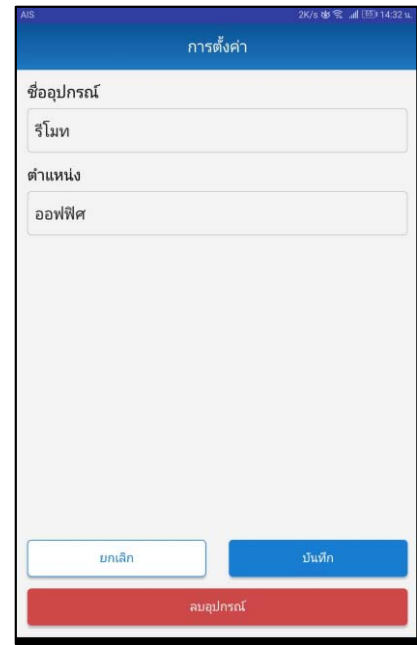 AIS 2K/s 55 14:32 น.
การตั้งค่า
ชื่ออุปกรณ์
รีโมท
ตำแหน่ง
ออฟฟิศ
ยกเลิก บันทึก
ลบอุปกรณ์